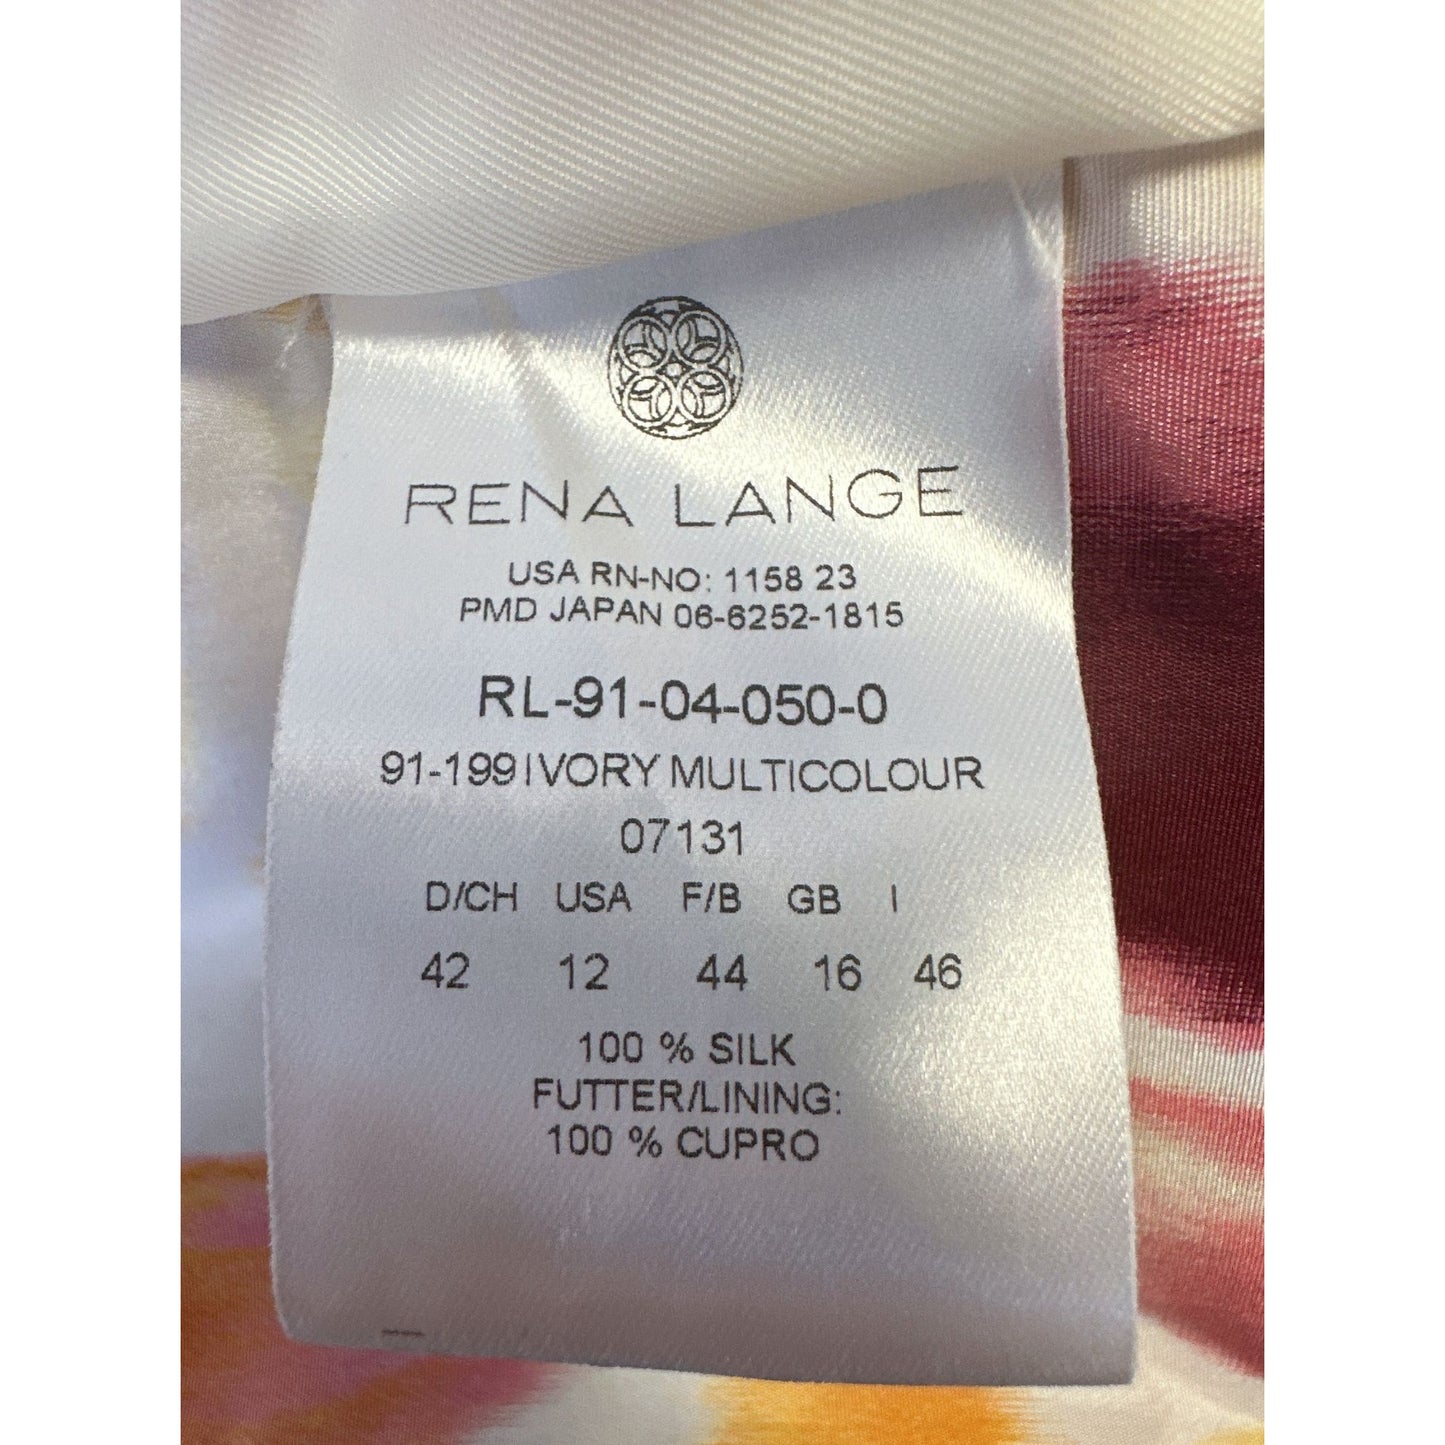 RENA LANGE
USA RN-NO: 1158 23
PMD JAPAN 06-6252-1815
RL-91-04-050-0
91-199 IVORY MULTICOLOUR
07131
D/CH USA F/B GB I
42 12 44 16 46
100 % SILK
FUTTER/LINING:
100 % CUPRO